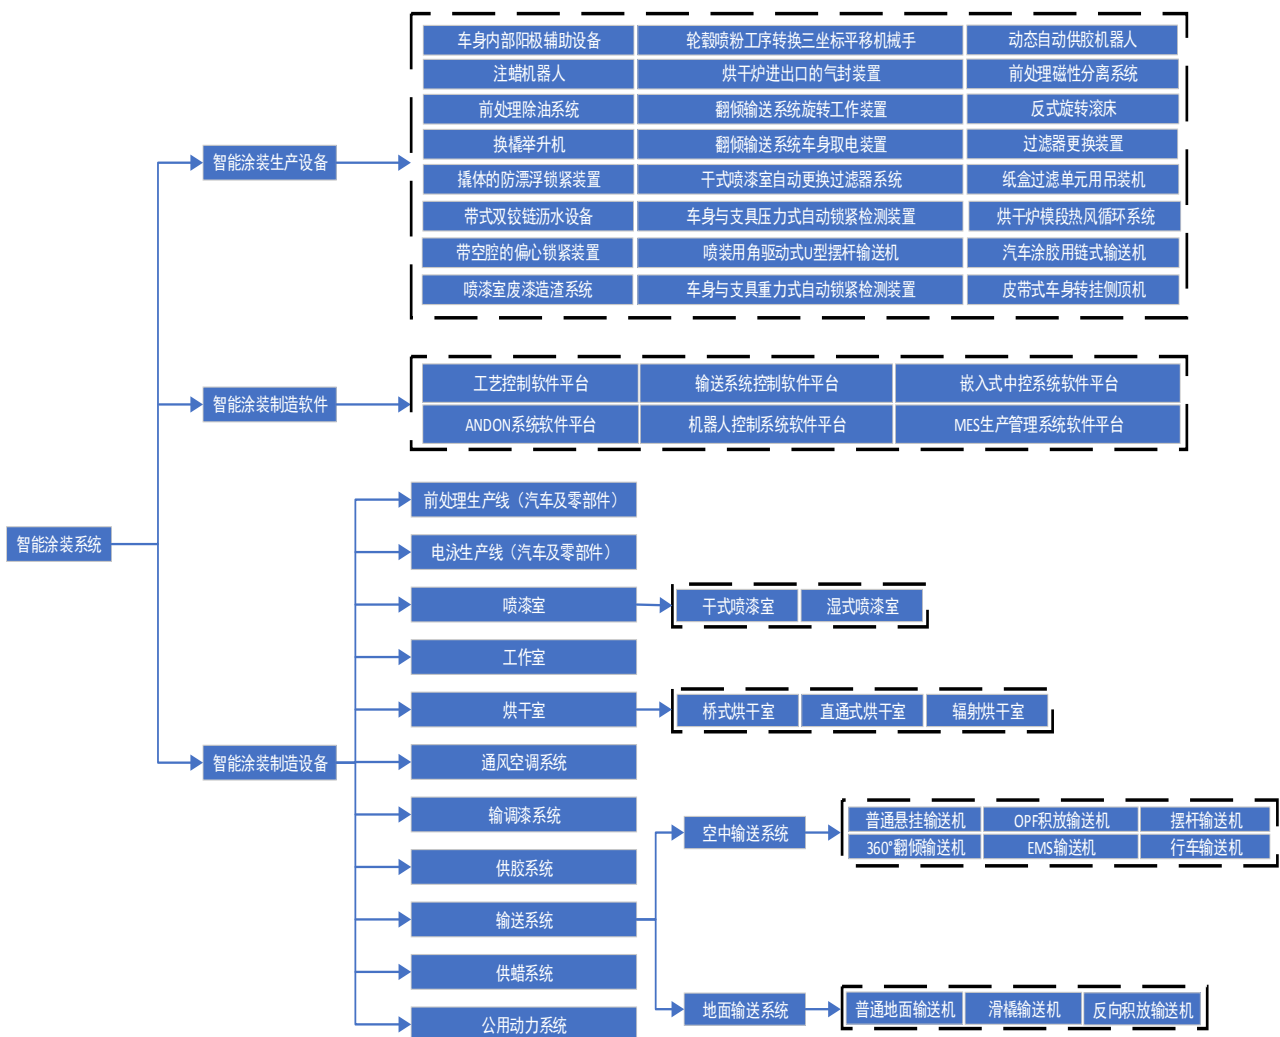 车身内部阳极辅助设备
轮毂喷粉工序转换三坐标平移机械手
动态自动供胶机器人
注蜡机器人
烘干炉进出口的气封装置
前处理磁性分离系统
前处理除油系统
翻倾输送系统旋转工作装置
反式旋转滚床
换橇举升机
翻倾输送系统车身取电装置
过滤器更换装置
智能涂装生产设备
撬体的防漂浮锁紧装置
干式喷漆室自动更换过滤器系统
纸盒过滤单元用吊装机
带式双铰链沥水设备
车身与支具压力式自动锁紧检测装置
烘干炉模段热风循环系统
带空腔的偏心锁紧装置
喷装用角驱动式U型摆杆输送机
汽车涂胶用链式输送机
喷漆室废漆造渣系统
车身与支具重力式自动锁紧检测装置
皮带式车身转挂侧顶机
工艺控制软件平台
输送系统控制软件平台
嵌入式中控系统软件平台
智能涂装制造软件
ANDON系统软件平台
机器人控制系统软件平台
MES生产管理系统软件平台
前处理生产线（汽车及零部件）
智能涂装系统
电泳生产线（汽车及零部件）
喷漆室
干式喷漆室
湿式喷漆室
工作室
烘干室
桥式烘干室
直通式烘干室
辐射烘干室
智能涂装制造设备
通风空调系统
输调漆系统
空中输送系统
普通悬挂输送机
OPF积放输送机
摆杆输送机
360°翻倾输送机
EMS输送机
行车输送机
供胶系统
输送系统
供蜡系统
地面输送系统
普通地面输送机
滑橇输送机
反向积放输送机
公用动力系统